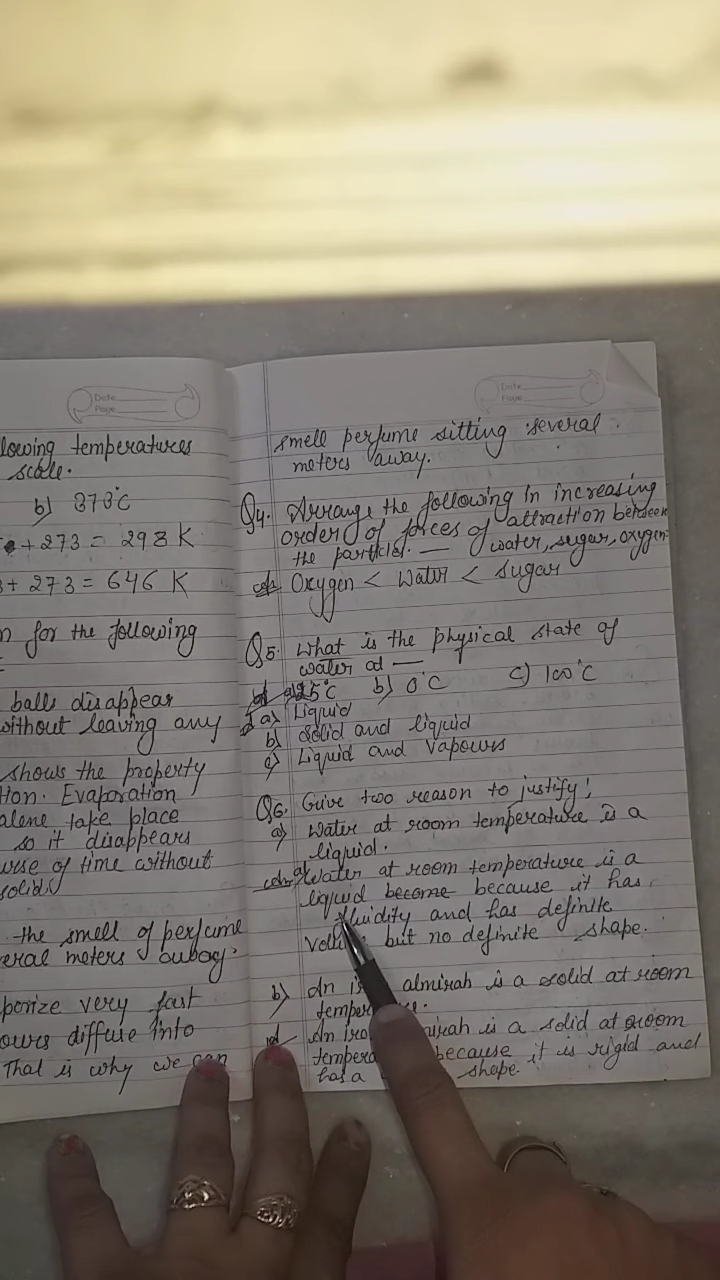 Date
Page
lowing temperatures
scale.
b) 373°C
+ 273 = 298 K
+ 273 = 646 K
n for the following
balls disappear
without leaving any
shows the property
tion. Evaporation
alene take place
so it disappears
urse of time without
solid.
the smell of perfume
eral meters away.
porize very fast
ours diffuse into
That is why we can
Date
Page
smell perfume sitting several
meters away.
Q4. Arrange the following in increasing
order of forces of attraction between
the particles. — water, sugar, oxygen.
Oxygen < Water < Sugar
Q5. What is the physical state of
water at —
a) 25°C b) 0°C c) 100°C
a) Liquid
b) Solid and liquid
c) Liquid and Vapours
Q6. Give two reason to justify:
a) Water at room temperature is a
liquid.
a) Water at room temperature is a
liquid become because it has
fluidity and has definite
but no definite shape.
b) An almirah is a solid at room
An is a solid at room
because it is rigid and
has a shape.